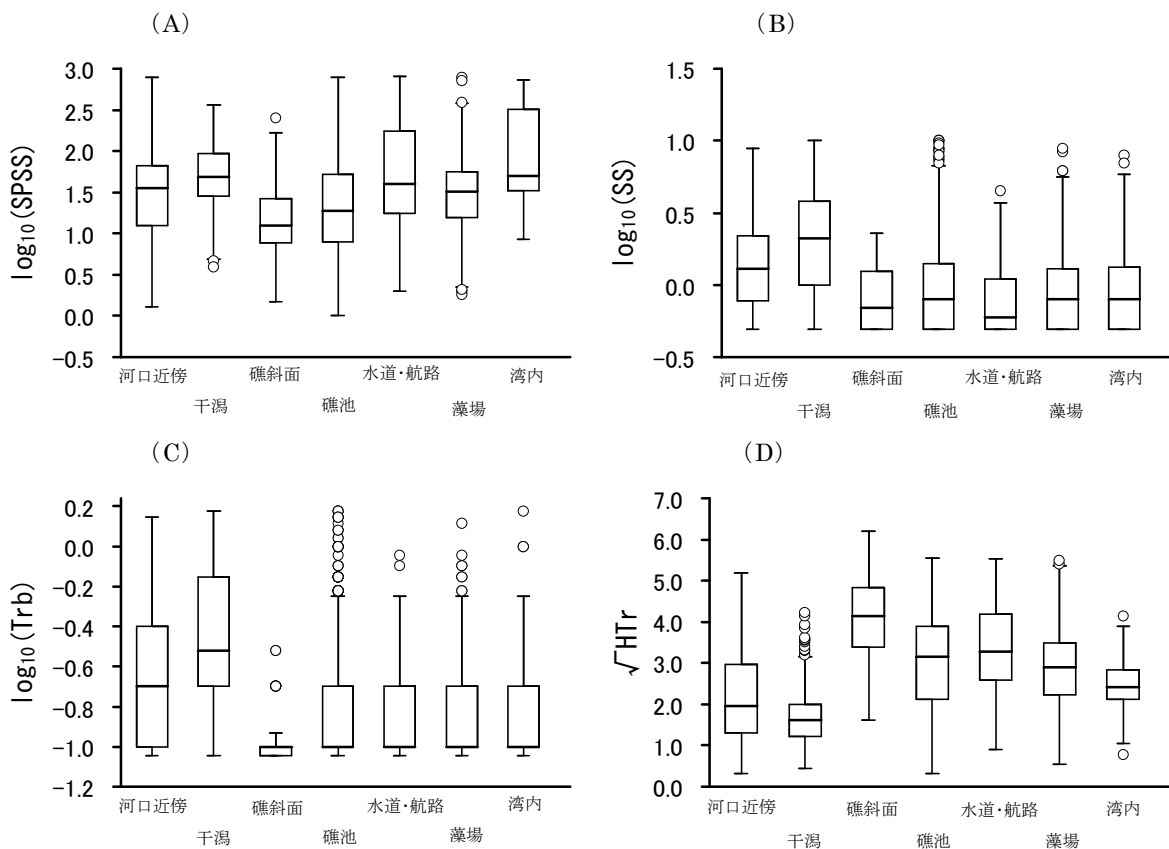 (A)
log₁₀(SPSS)
3.0
2.5
2.0
1.5
1.0
0.5
0.0
−0.5
河口近傍 礁斜面 水道・航路 湾内
干潟 礁池 藻場
(B)
log₁₀(SS)
1.5
1.0
0.5
0.0
−0.5
河口近傍 礁斜面 水道・航路 湾内
干潟 礁池 藻場
(C)
log₁₀(Trb)
0.2
0.0
−0.2
−0.4
−0.6
−0.8
−1.0
−1.2
河口近傍 礁斜面 水道・航路 湾内
干潟 礁池 藻場
(D)
√HTr
7.0
6.0
5.0
4.0
3.0
2.0
1.0
0.0
河口近傍 礁斜面 水道・航路 湾内
干潟 礁池 藻場